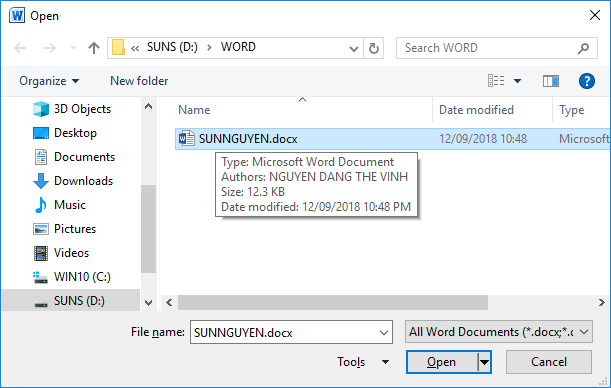 Open
« SUNS (D:) › WORD
Search WORD
Organize
New folder
Name
Date modified
Type
3D Objects
Desktop
Documents
Downloads
Music
Pictures
Videos
WIN10 (C:)
SUNS (D:)
SUNNGUYEN.docx
12/09/2018 10:48
Microsof
Type: Microsoft Word Document
Authors: NGUYEN DANG THE VINH
Size: 12.3 KB
Date modified: 12/09/2018 10:48 PM
File name:
SUNNGUYEN.docx
All Word Documents (*.docx;*.c
Tools
Open
Cancel